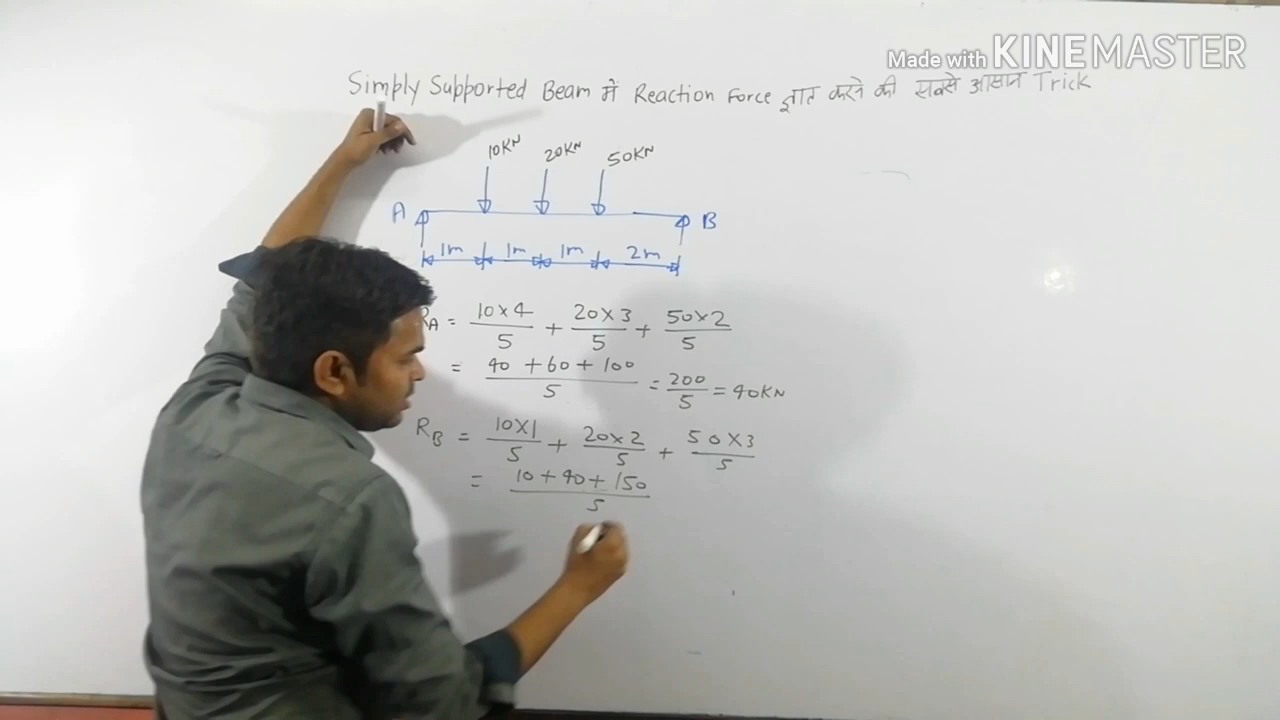 Made with KINEMASTER
Simply Supported Beam में Reaction Force ज्ञात करने की सबसे आसान Trick
10KN 20KN 50KN
A B
1m 1m 1m 2m
RA = 10×4/5 + 20×3/5 + 50×2/5
= 40 + 60 + 100/5 = 200/5 = 40KN
RB = 10×1/5 + 20×2/5 + 50×3/5
= 10 + 40 + 150/5